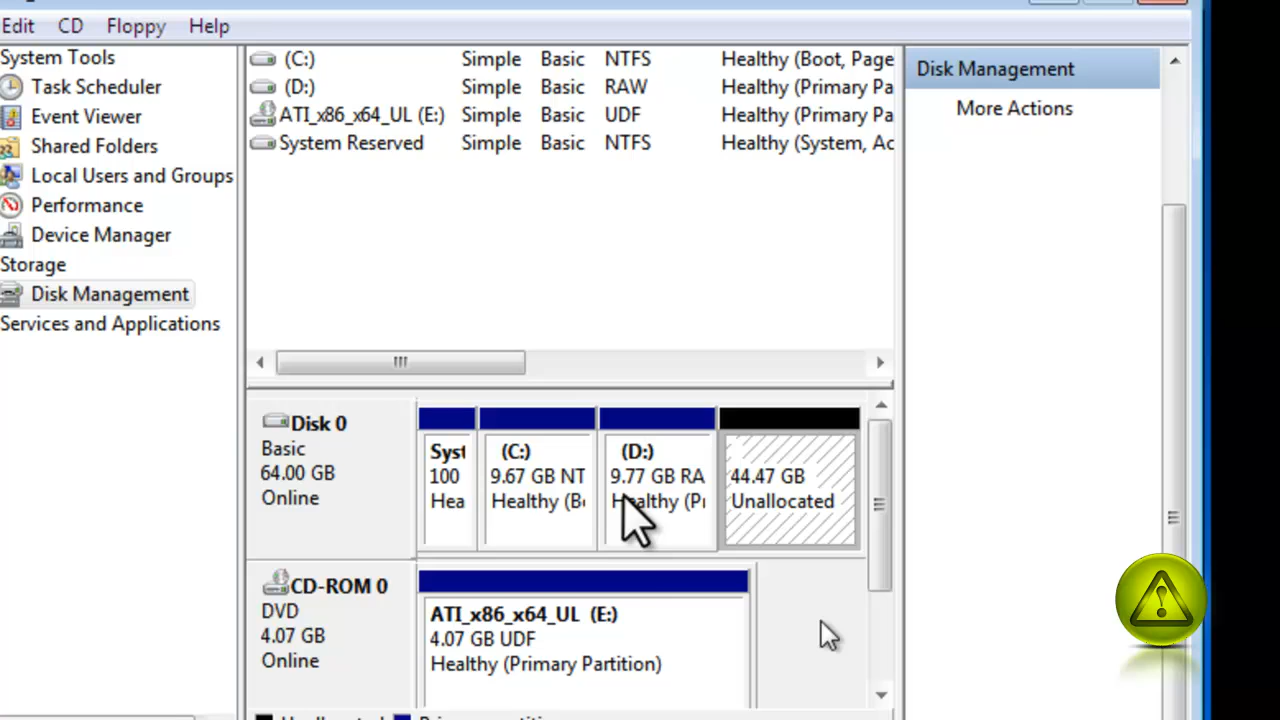 Edit CD Floppy Help
System Tools
Task Scheduler
Event Viewer
Shared Folders
Local Users and Groups
Performance
Device Manager
Storage
Disk Management
Services and Applications
(C:) Simple Basic NTFS Healthy (Boot, Page
(D:) Simple Basic RAW Healthy (Primary Pa
ATI_x86_x64_UL (E:) Simple Basic UDF Healthy (Primary Pa
System Reserved Simple Basic NTFS Healthy (System, Ac
Disk Management
More Actions
Disk 0
Basic
64.00 GB
Online
Syst
100
Hea
(C:)
9.67 GB NT
Healthy (B
(D:)
9.77 GB RA
Healthy (P
44.47 GB
Unallocated
CD-ROM 0
DVD
4.07 GB
Online
ATI_x86_x64_UL (E:)
4.07 GB UDF
Healthy (Primary Partition)